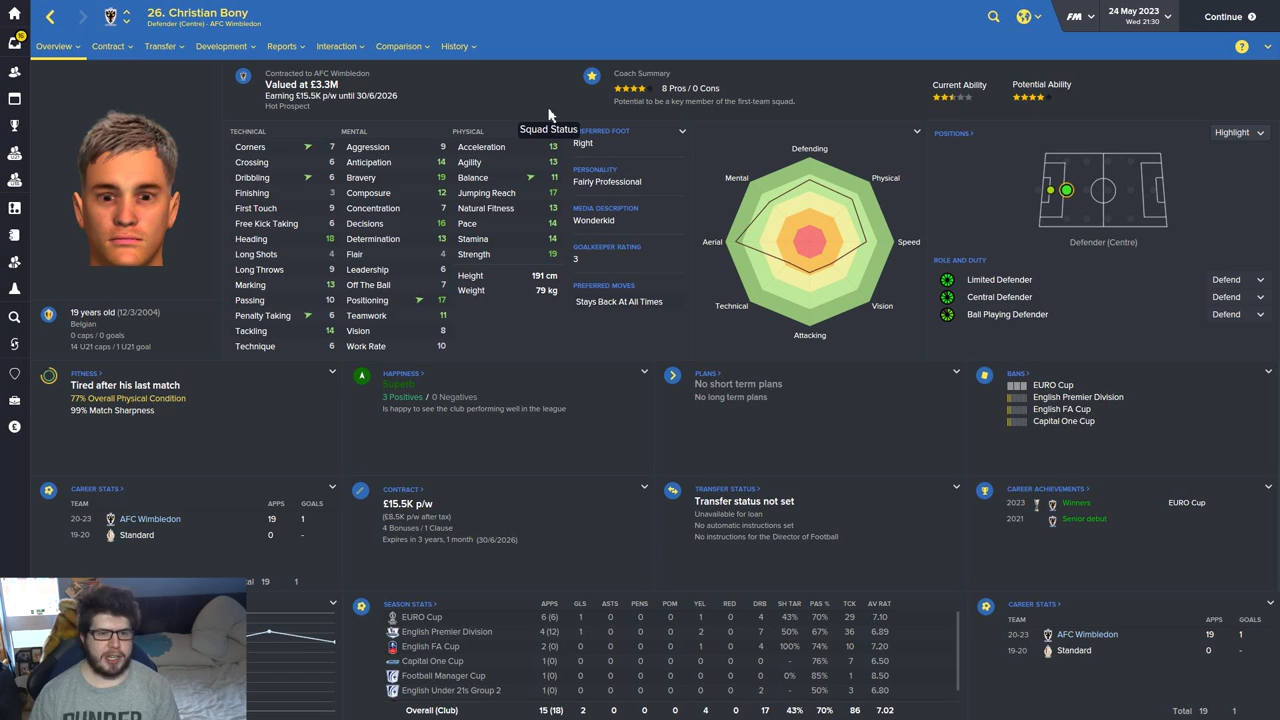 26. Christian Bony
Defender (Centre) - AFC Wimbledon
16
FM
24 May 2023
Wed 21:30
Continue
Overview
Contract
Transfer
Development
Reports
Interaction
Comparison
History
?
Contracted to AFC Wimbledon
Valued at £3.3M
Earning £15.5K p/w until 30/6/2026
Hot Prospect
Coach Summary
8 Pros / 0 Cons
Potential to be a key member of the first-team squad.
Current Ability
Potential Ability
Squad Status
TECHNICAL
Corners 7
Crossing 6
Dribbling 6
Finishing 3
First Touch 9
Free Kick Taking 6
Heading 18
Long Shots 4
Long Throws 9
Marking 13
Passing 10
Penalty Taking 6
Tackling 14
Technique 6
MENTAL
Aggression 9
Anticipation 14
Bravery 19
Composure 12
Concentration 7
Decisions 16
Determination 13
Flair 4
Leadership 6
Off The Ball 7
Positioning 17
Teamwork 11
Vision 8
Work Rate 10
PHYSICAL
Acceleration 13
Agility 13
Balance 11
Jumping Reach 17
Natural Fitness 13
Pace 14
Stamina 14
Strength 19
Height 191 cm
Weight 79 kg
REFERRED FOOT
Right
PERSONALITY
Fairly Professional
MEDIA DESCRIPTION
Wonderkid
GOALKEEPER RATING
3
PREFERRED MOVES
Stays Back At All Times
Defending
Physical
Speed
Vision
Attacking
Technical
Aerial
Mental
POSITIONS >
Highlight
Defender (Centre)
ROLE AND DUTY
Limited Defender Defend
Central Defender Defend
Ball Playing Defender Defend
19 years old (12/3/2004)
Belgian
0 caps / 0 goals
14 U21 caps / 1 U21 goal
FITNESS >
Tired after his last match
77% Overall Physical Condition
99% Match Sharpness
HAPPINESS >
Superb
3 Positives / 0 Negatives
Is happy to see the club performing well in the league
PLANS >
No short term plans
No long term plans
BANS >
EURO Cup
English Premier Division
English FA Cup
Capital One Cup
CAREER STATS >
TEAM APPS GOALS
20-23 AFC Wimbledon 19 1
19-20 Standard 0 -
al 19 1
CONTRACT >
£15.5K p/w
(£8.5K p/w after tax)
4 Bonuses / 1 Clause
Expires in 3 years, 1 month (30/6/2026)
TRANSFER STATUS >
Transfer status not set
Unavailable for loan
No automatic instructions set
No instructions for the Director of Football
CAREER ACHIEVEMENTS >
2023 Winners EURO Cup
2021 Senior debut
SEASON STATS > APPS GLS ASTS PENS POM YEL RED DRB SH TAR PAS % TCK AV RAT
EURO Cup 6 (6) 1 0 0 0 1 0 4 43% 70% 29 7.10
English Premier Division 4 (12) 1 0 0 0 2 0 7 50% 67% 36 6.89
English FA Cup 2 (0) 0 0 0 0 1 0 4 100% 74% 10 7.20
Capital One Cup 1 (0) 0 0 0 0 0 0 0 - 76% 7 6.50
Football Manager Cup 1 (0) 0 0 0 0 0 0 0 0% 85% 1 8.50
English Under 21s Group 2 1 (0) 0 0 0 0 0 0 2 - 50% 3 6.80
Overall (Club) 15 (18) 2 0 0 0 4 0 17 43% 70% 86 7.02
CAREER STATS >
TEAM APPS GOALS
20-23 AFC Wimbledon 19 1
19-20 Standard 0 -
Total 19 1